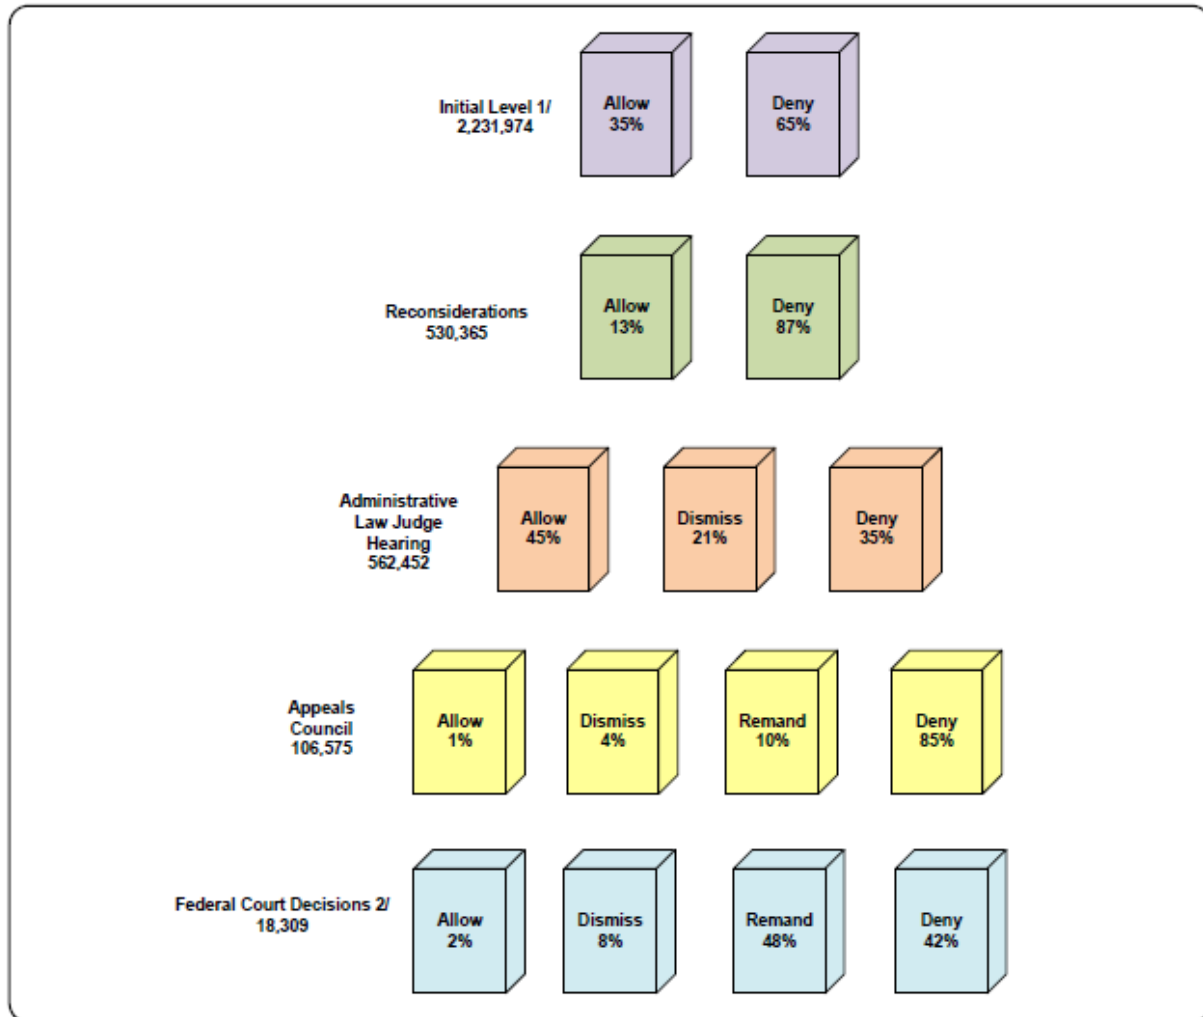 Initial Level 1/
2,231,974
Allow
35%
Deny
65%
Reconsiderations
530,365
Allow
13%
Deny
87%
Administrative
Law Judge
Hearing
562,452
Allow
45%
Dismiss
21%
Deny
35%
Appeals
Council
106,575
Allow
1%
Dismiss
4%
Remand
10%
Deny
85%
Federal Court Decisions 2/
18,309
Allow
2%
Dismiss
8%
Remand
48%
Deny
42%